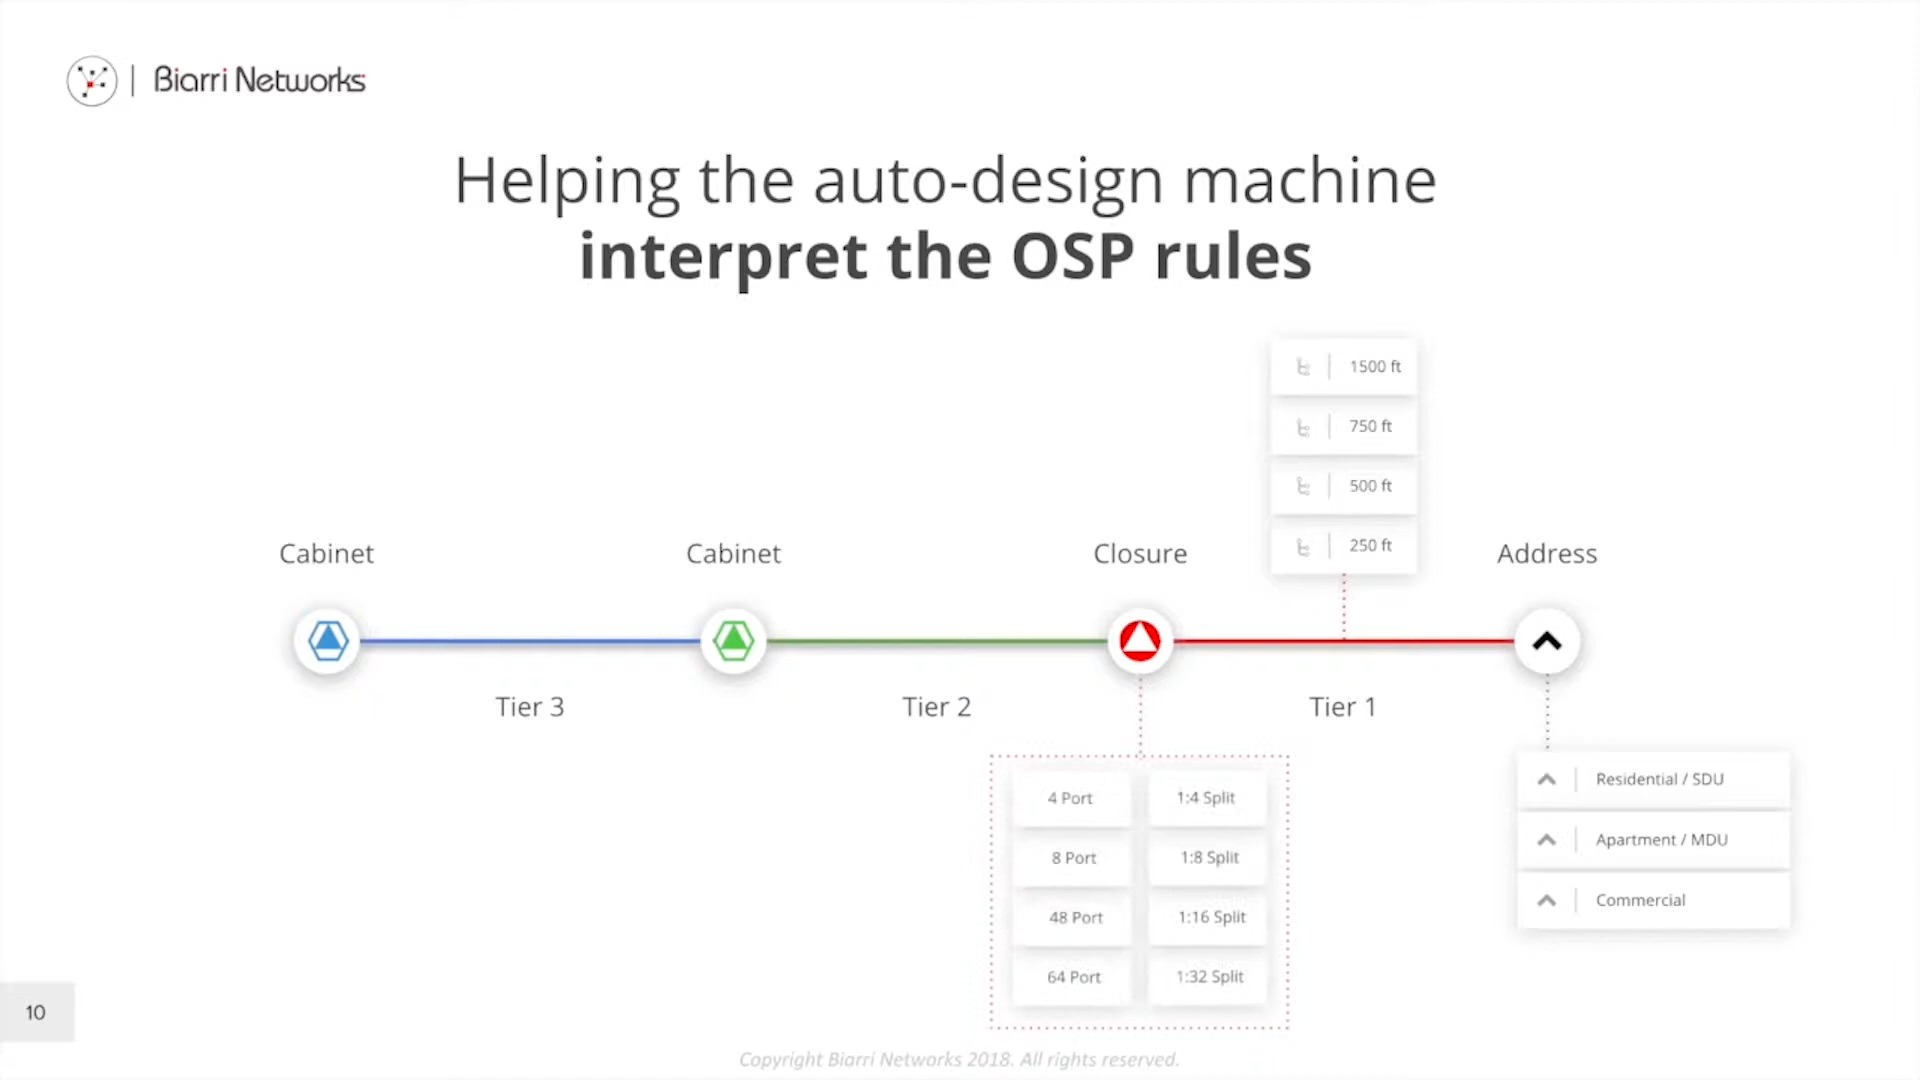 Biarri Networks
Helping the auto-design machine
interpret the OSP rules
1500 ft
750 ft
500 ft
250 ft
Cabinet
Cabinet
Closure
Address
Tier 3
Tier 2
Tier 1
4 Port
1:4 Split
8 Port
1:8 Split
48 Port
1:16 Split
64 Port
1:32 Split
Residential / SDU
Apartment / MDU
Commercial
10
Copyright Biarri Networks 2018. All rights reserved.